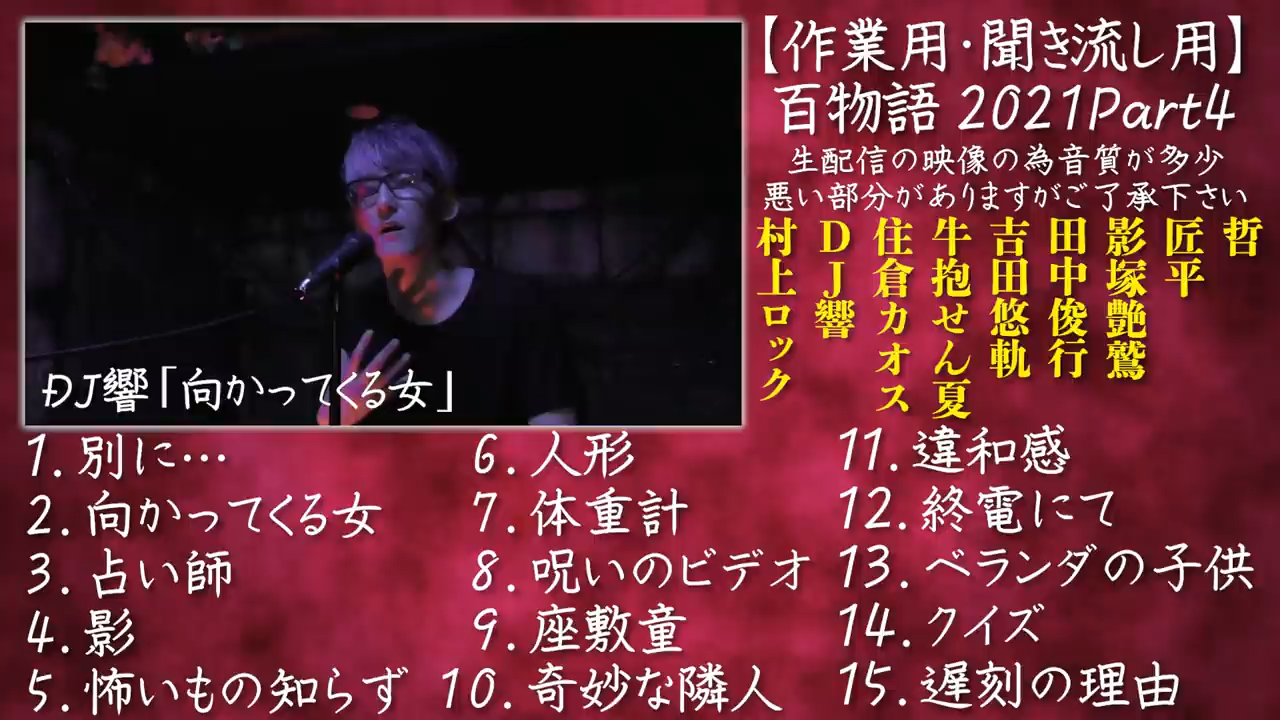 【作業用·聞き流し用】
百物語 2021Part4
生配信の映像の為音質が多少
悪い部分がありますがご了承下さい
哲
匠平
影塚艶鷲
田中俊行
吉田悠軌
牛抱せん夏
住倉カオス
DJ響
村上ロック
DJ響「向かってくる女」
1.別に…
2.向かってくる女
3.占い師
4.影
5.怖いもの知らず
6.人形
7.体重計
8.呪いのビデオ
9.座敷童
10.奇妙な隣人
11.違和感
12.終電にて
13.ベランダの子供
14.クイズ
15.遅刻の理由